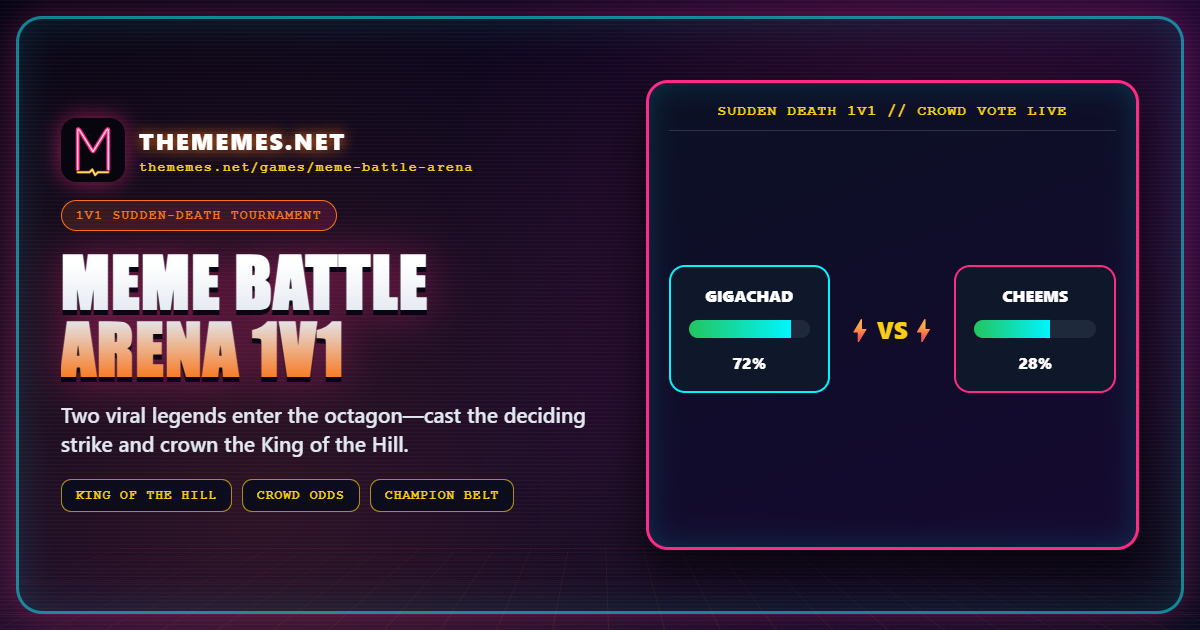 THEMEMES.NET
thememes.net/games/meme-battle-arena
1V1 SUDDEN-DEATH TOURNAMENT
MEME BATTLE
ARENA 1V1
Two viral legends enter the octagon—cast the deciding
strike and crown the King of the Hill.
KING OF THE HILL
CROWD ODDS
CHAMPION BELT
SUDDEN DEATH 1V1 // CROWD VOTE LIVE
GIGACHAD
72%
VS
CHEEMS
28%